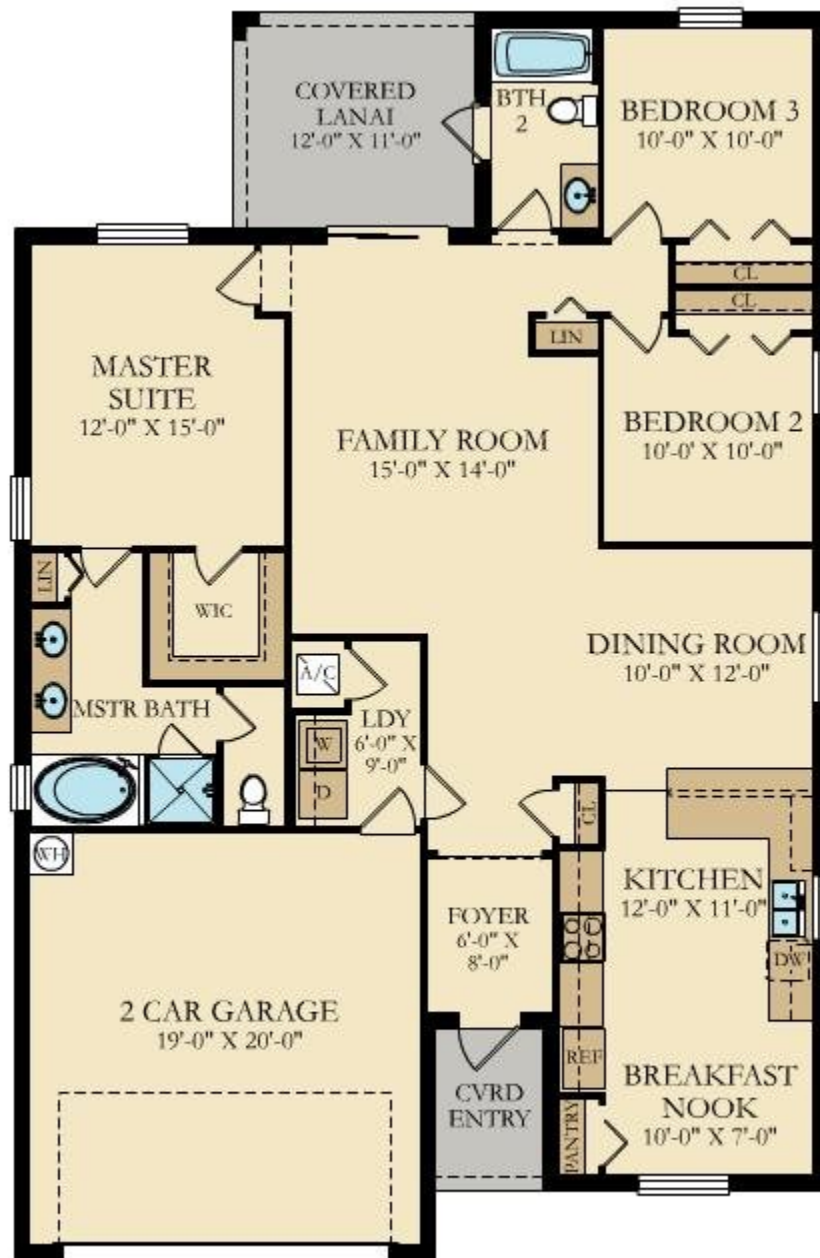 COVERED
LANAI
12'-0" X 11'-0"
BTH
2
BEDROOM 3
10'-0" X 10'-0"
CL
CL
LIN
MASTER
SUITE
12'-0" X 15'-0"
FAMILY ROOM
15'-0" X 14'-0"
BEDROOM 2
10'-0' X 10'-0"
LIN
WIC
DINING ROOM
10'-0" X 12'-0"
A/C
MSTR BATH
LDY
6'-0" X
9'-0"
W
D
CL
WH
KITCHEN
12'-0" X 11'-0"
FOYER
6'-0" X
8'-0"
DW
2 CAR GARAGE
19'-0" X 20'-0"
REF
CVRD
ENTRY
BREAKFAST
NOOK
10'-0" X 7'-0"
PANTRY